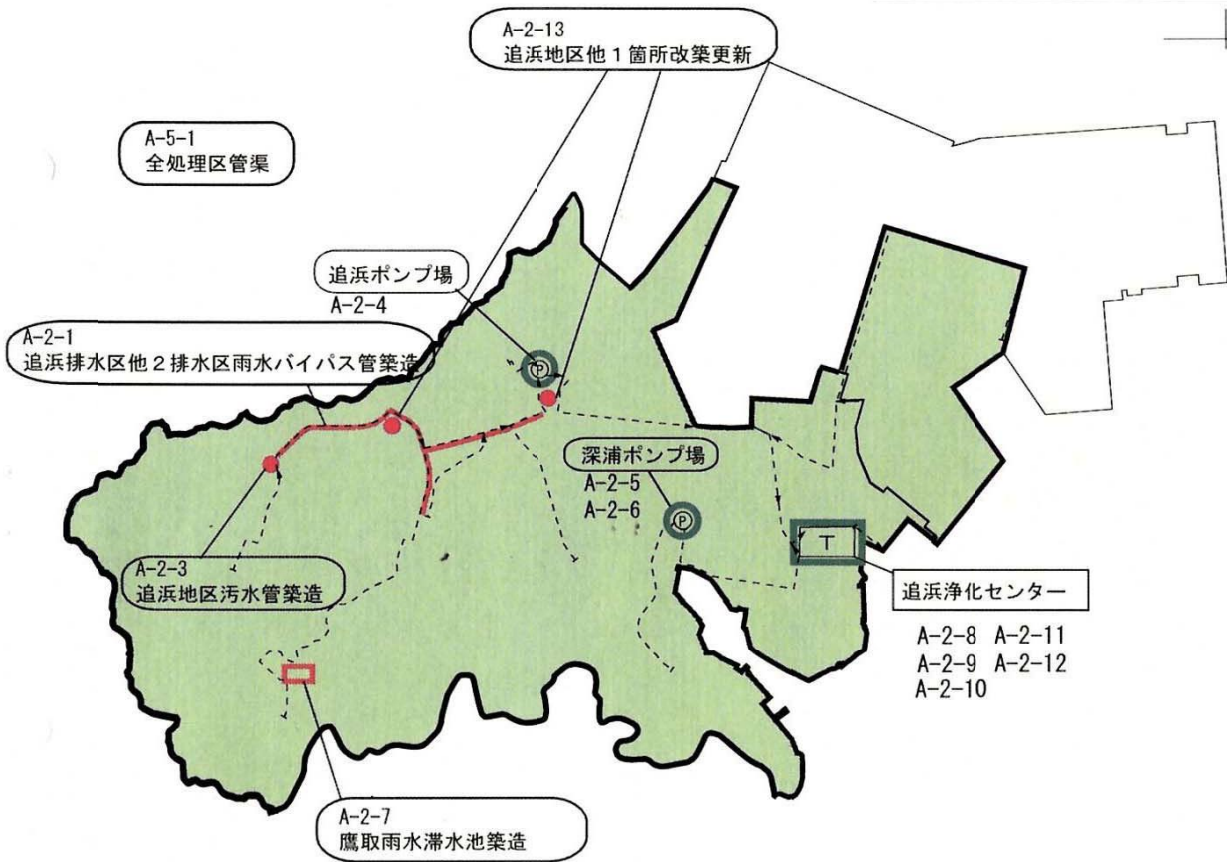 A-2-13
追浜地区他1箇所改築更新
A-5-1
全処理区管渠
追浜ポンプ場
A-2-4
A-2-1
追浜排水区他2排水区雨水バイパス管築造
P
深浦ポンプ場
A-2-5
A-2-6
P
T
A-2-3
追浜地区汚水管築造
追浜浄化センター
A-2-8 A-2-11
A-2-9 A-2-12
A-2-10
A-2-7
鷹取雨水滞水池築造